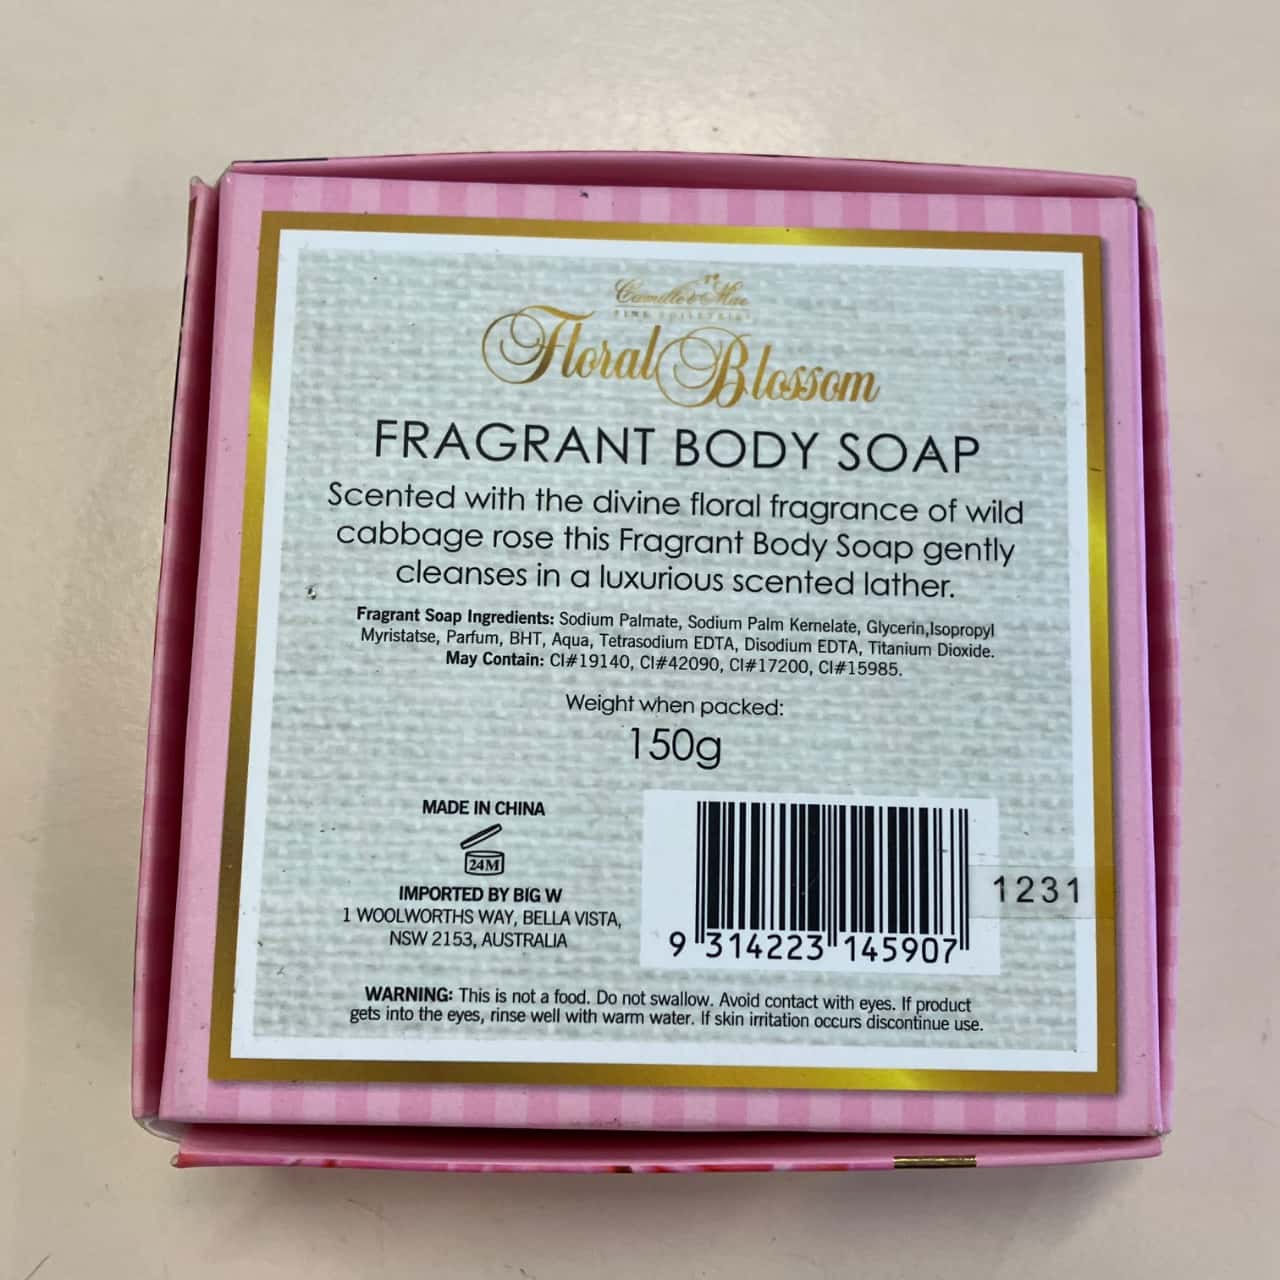 Camille & Mae
FINE TOILETRIES
Floral Blossom
FRAGRANT BODY SOAP
Scented with the divine floral fragrance of wild
cabbage rose this Fragrant Body Soap gently
cleanses in a luxurious scented lather.
Fragrant Soap Ingredients: Sodium Palmate, Sodium Palm Kernelate, Glycerin,Isopropyl
Myristatse, Parfum, BHT, Aqua, Tetrasodium EDTA, Disodium EDTA, Titanium Dioxide.
May Contain: CI#19140, CI#42090, CI#17200, CI#15985.
Weight when packed:
150g
MADE IN CHINA
24M
IMPORTED BY BIG W
1 WOOLWORTHS WAY, BELLA VISTA,
NSW 2153, AUSTRALIA
1231
9 314223 145907
WARNING: This is not a food. Do not swallow. Avoid contact with eyes. If product
gets into the eyes, rinse well with warm water. If skin irritation occurs discontinue use.